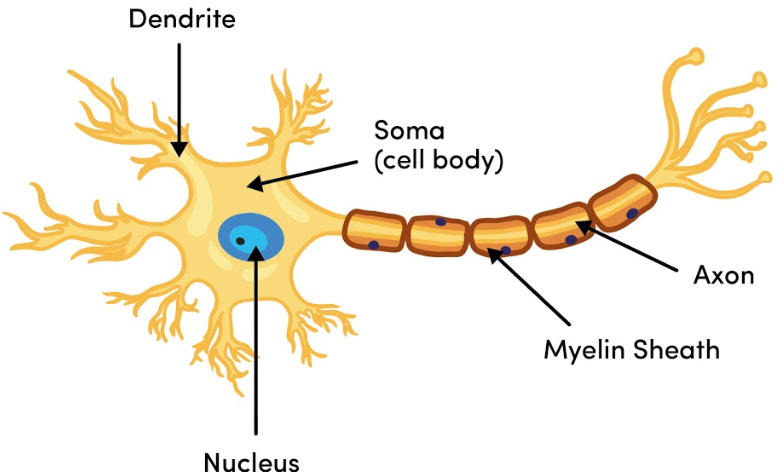 Dendrite
Soma
(cell body)
Axon
Myelin Sheath
Nucleus